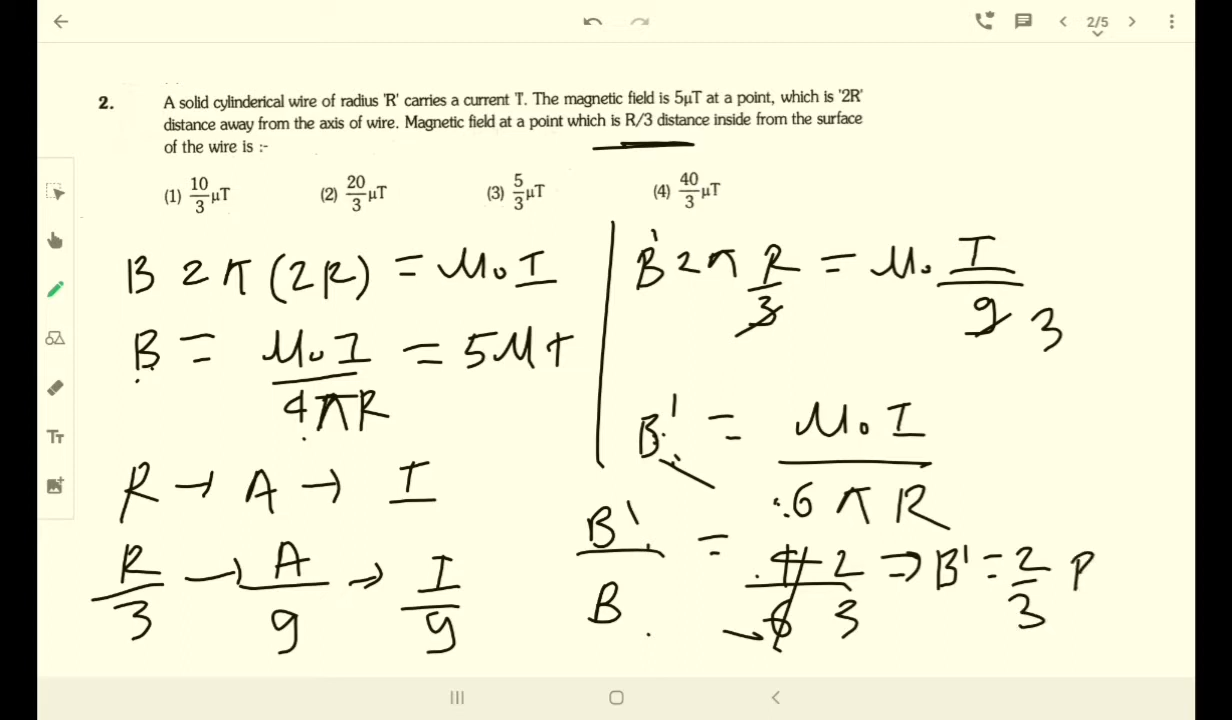 2/5
2. A solid cylinderical wire of radius 'R' carries a current 'I'. The magnetic field is 5μT at a point, which is '2R'
distance away from the axis of wire. Magnetic field at a point which is R/3 distance inside from the surface
of the wire is :-
(1) 10/3 μT (2) 20/3 μT (3) 5/3 μT (4) 40/3 μT
B 2π (2R) = μ₀ I
B = μ₀ I / 4πR = 5μT
R → A → I
R/3 → A/9 → I/9
B' 2π R/3 = μ₀ I/9 3
B' = μ₀ I / 6πR
B'/B = 4/6 2/3 ⇒ B' = 2/3 B
Tт